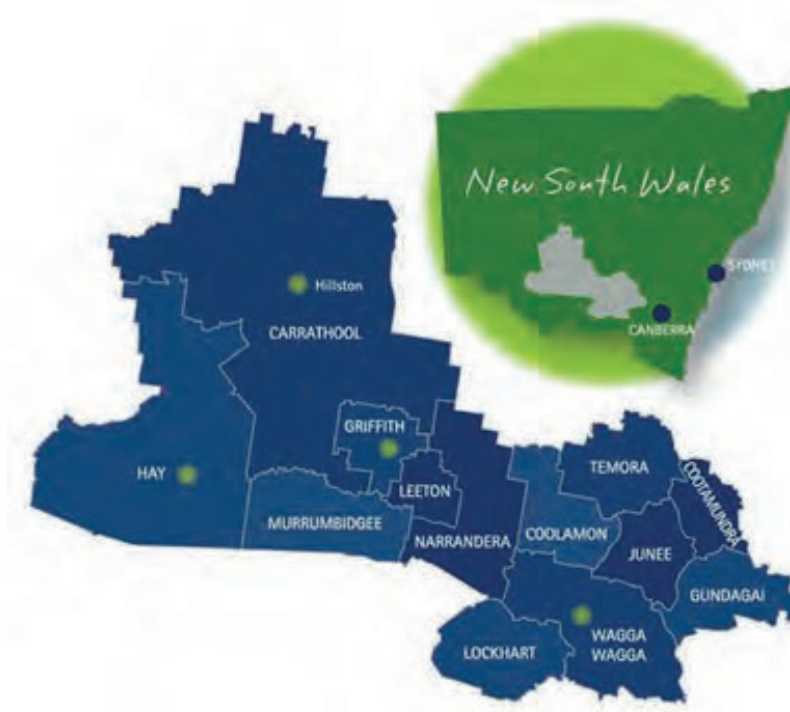 New South Wales
SYDNEY
CANBERRA
Hillston
CARRATHOOL
GRIFFITH
HAY
LEETON
MURRUMBIDGEE
NARRANDERA
COOLAMON
TEMORA
COOTAMUNDRA
JUNEE
GUNDAGAI
WAGGA
WAGGA
LOCKHART